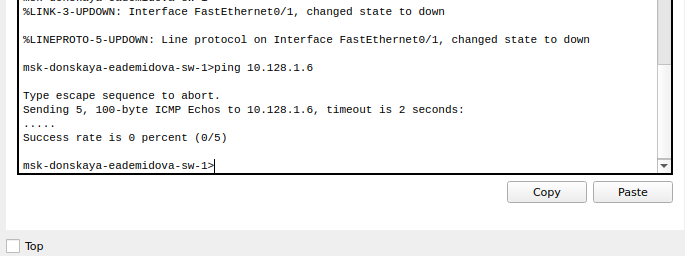 %LINK-3-UPDOWN: Interface FastEthernet0/1, changed state to down
%LINEPROTO-5-UPDOWN: Line protocol on Interface FastEthernet0/1, changed state to down
msk-donskaya-eademidova-sw-1>ping 10.128.1.6
Type escape sequence to abort.
Sending 5, 100-byte ICMP Echos to 10.128.1.6, timeout is 2 seconds:
.....
Success rate is 0 percent (0/5)
msk-donskaya-eademidova-sw-1>
Copy Paste
Top